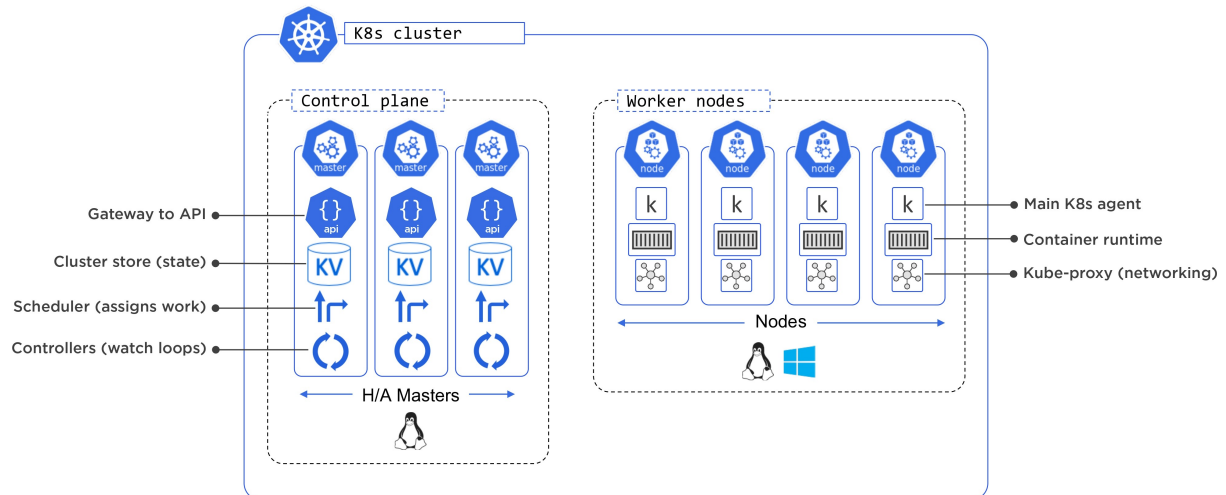 K8s cluster
Control plane
master
master
master
Gateway to API
{}
{}
{}
api
api
api
Cluster store (state)
KV
KV
KV
Scheduler (assigns work)
Controllers (watch loops)
H/A Masters
Worker nodes
node
node
node
node
k
k
k
k
Main K8s agent
Container runtime
Kube-proxy (networking)
Nodes